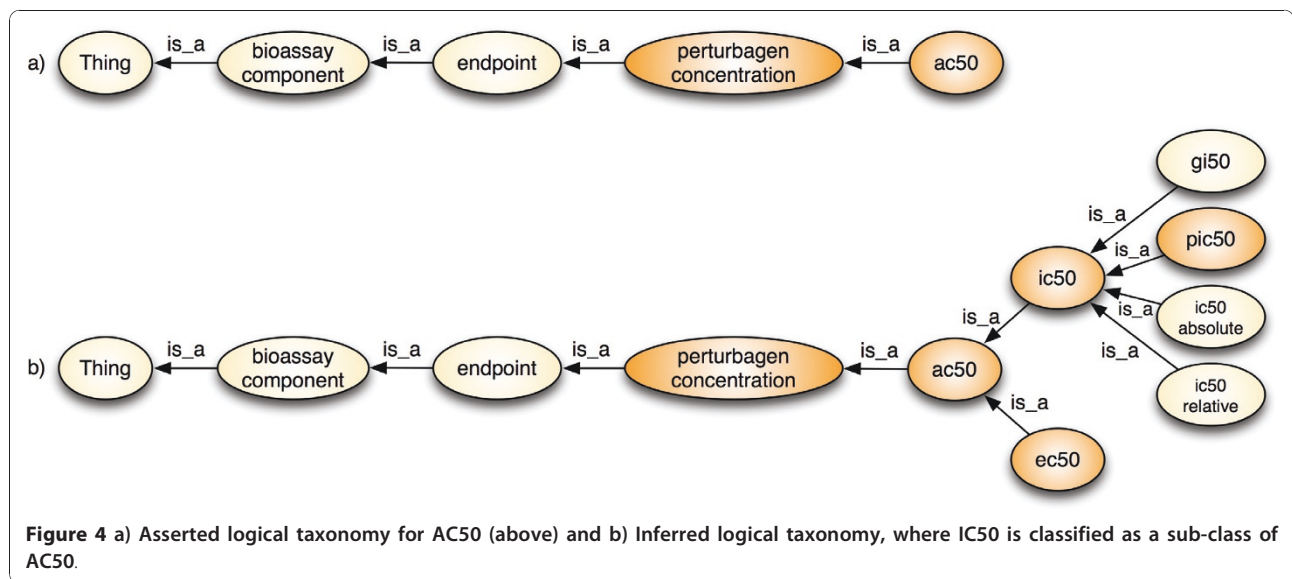 a)
Thing
is_a
bioassay
component
is_a
endpoint
is_a
perturbagen
concentration
is_a
ac50
b)
Thing
is_a
bioassay
component
is_a
endpoint
is_a
perturbagen
concentration
is_a
ac50
is_a
ic50
is_a
gi50
is_a
pic50
is_a
ic50
absolute
is_a
ic50
relative
is_a
ec50
Figure 4 a) Asserted logical taxonomy for AC50 (above) and b) Inferred logical taxonomy, where IC50 is classified as a sub-class of
AC50.